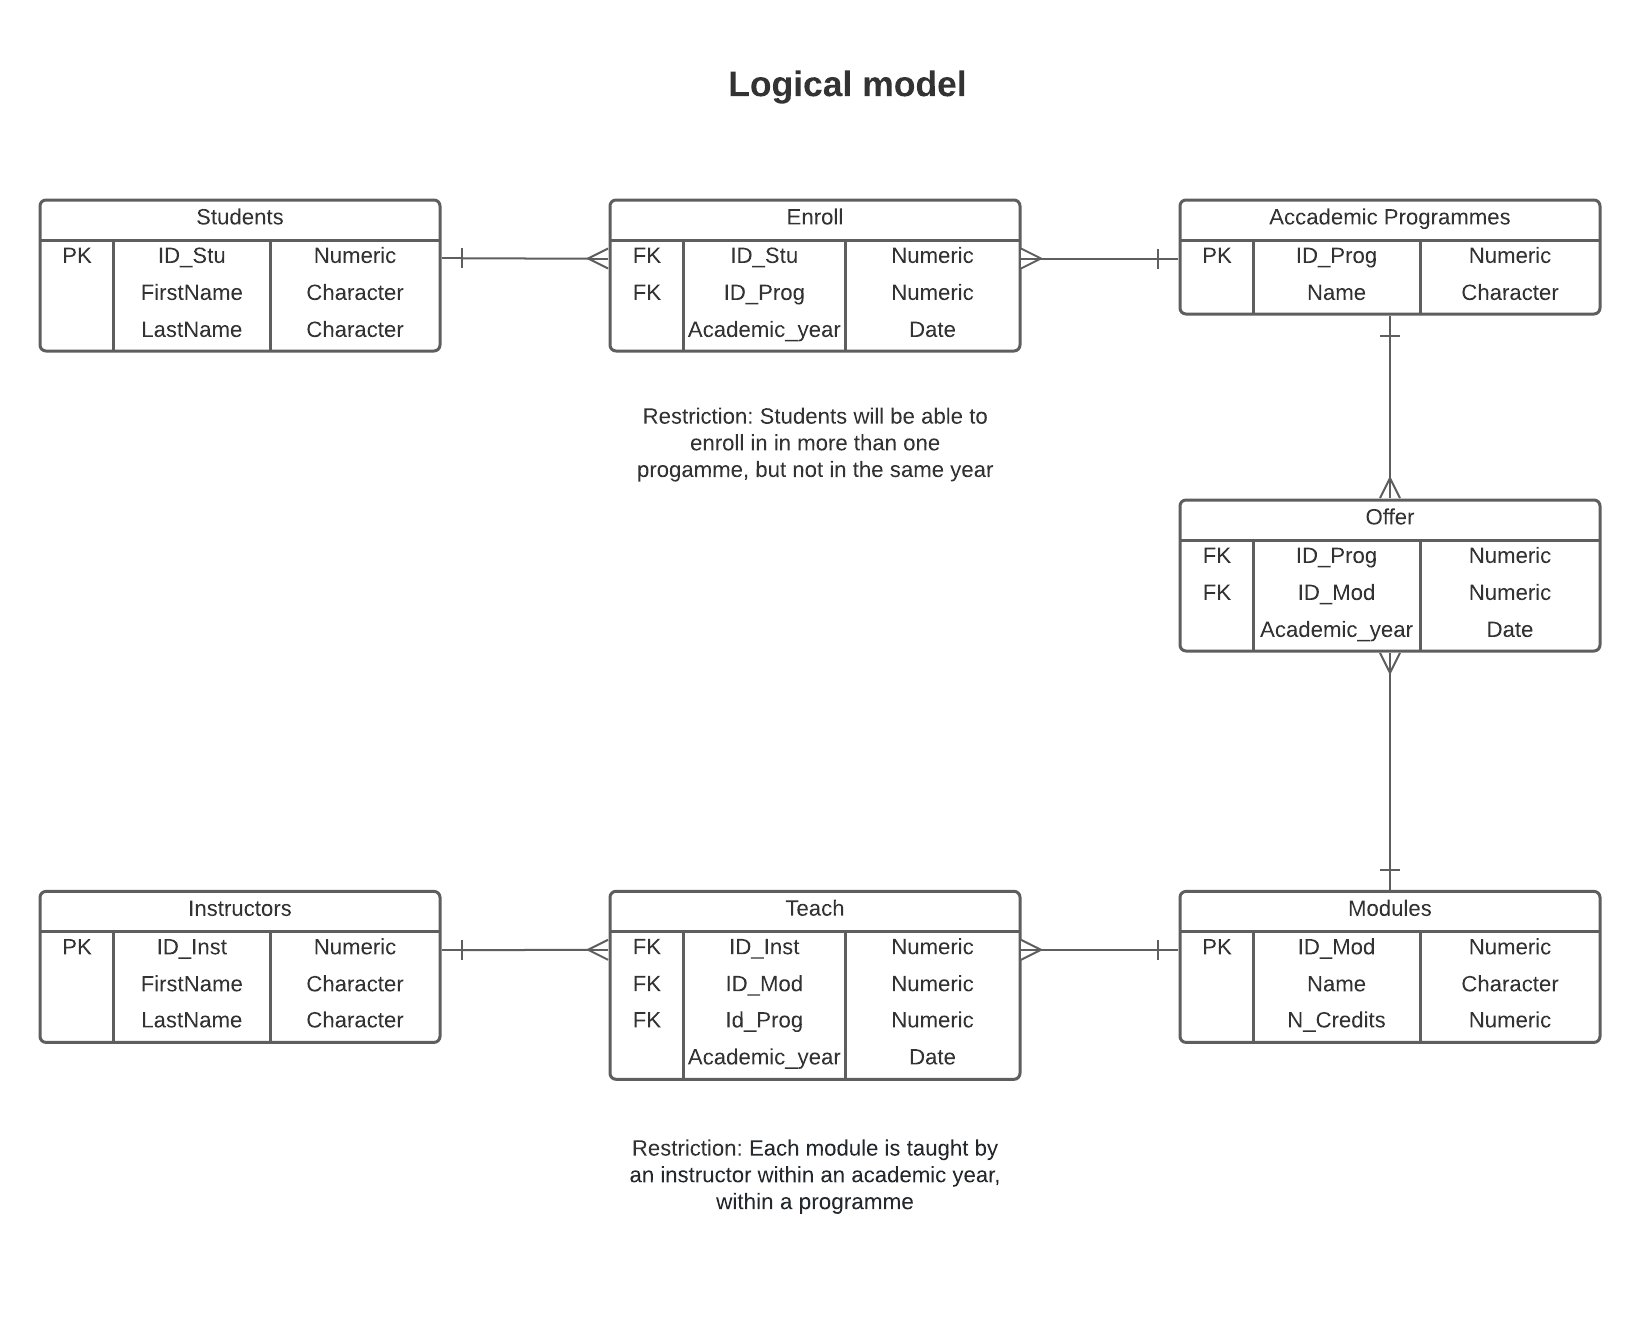 Logical model
Students
PK ID_Stu Numeric
FirstName Character
LastName Character
Enroll
FK ID_Stu Numeric
FK ID_Prog Numeric
Academic_year Date
Accademic Programmes
PK ID_Prog Numeric
Name Character
Restriction: Students will be able to
enroll in in more than one
progamme, but not in the same year
Offer
FK ID_Prog Numeric
FK ID_Mod Numeric
Academic_year Date
Instructors
PK ID_Inst Numeric
FirstName Character
LastName Character
Teach
FK ID_Inst Numeric
FK ID_Mod Numeric
FK Id_Prog Numeric
Academic_year Date
Modules
PK ID_Mod Numeric
Name Character
N_Credits Numeric
Restriction: Each module is taught by
an instructor within an academic year,
within a programme